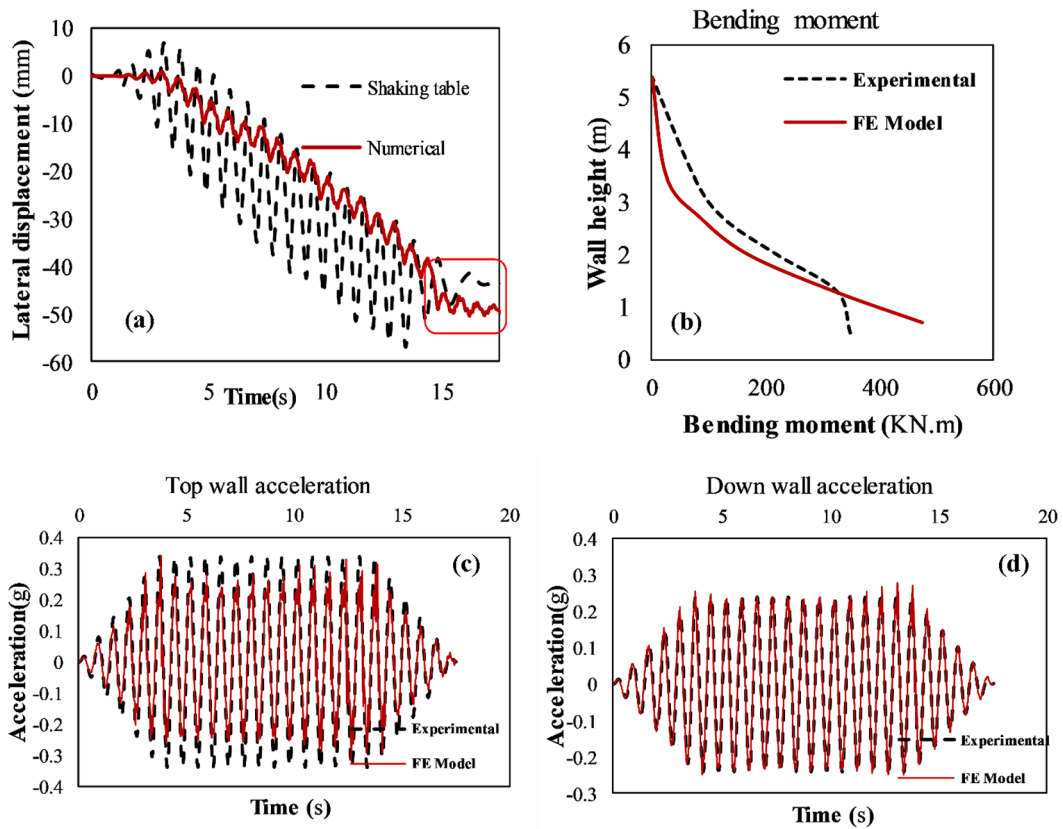 Lateral displacement (mm)
10
0
-10
-20
-30
-40
-50
-60
Shaking table
Numerical
(a)
0
5
10
15
Time(s)
Bending moment
Wall height (m)
6
5
4
3
2
1
0
Experimental
FE Model
(b)
0
200
400
600
Bending moment (KN.m)
Top wall acceleration
0
5
10
15
20
Acceleration(g)
0.4
0.3
0.2
0.1
0
-0.1
-0.2
-0.3
-0.4
(c)
Experimental
FE Model
Time (s)
Down wall acceleration
0
5
10
15
20
Acceleration(g)
0.4
0.3
0.2
0.1
0
-0.1
-0.2
-0.3
(d)
Experimental
FE Model
Time (s)